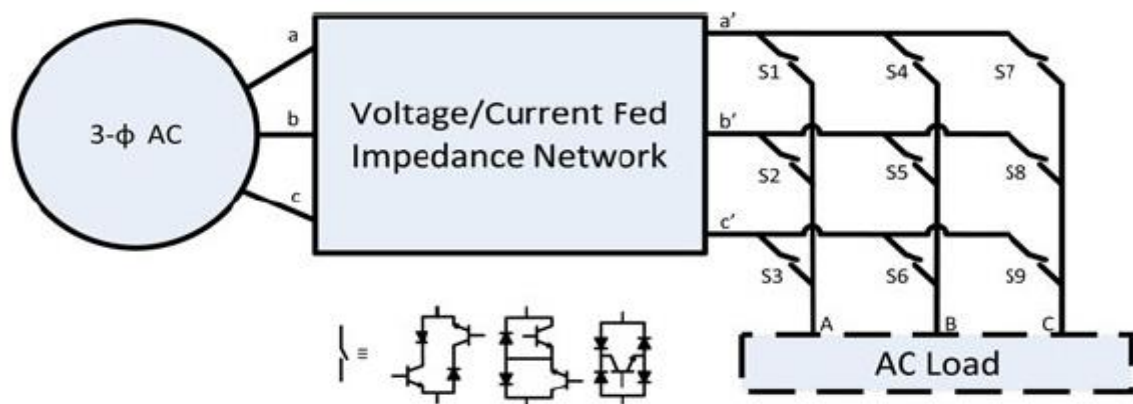 a
a'
S1
S4
S7
3-ϕ AC
Voltage/Current Fed
Impedance Network
b
b'
S2
S5
S8
c
c'
S3
S6
S9
A
B
C
≡
AC Load